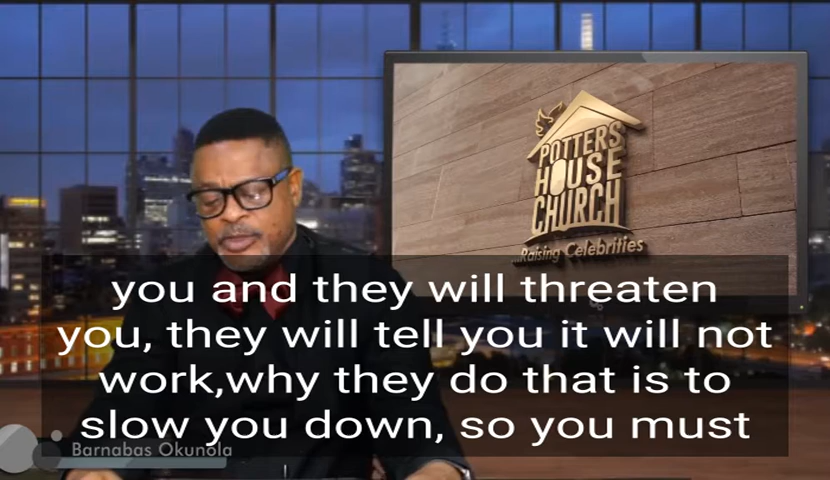 POTTERS
HOUSE
CHURCH
...Raising Celebrities
you and they will threaten
you, they will tell you it will not
work,why they do that is to
slow you down, so you must
Barnabas Okunola